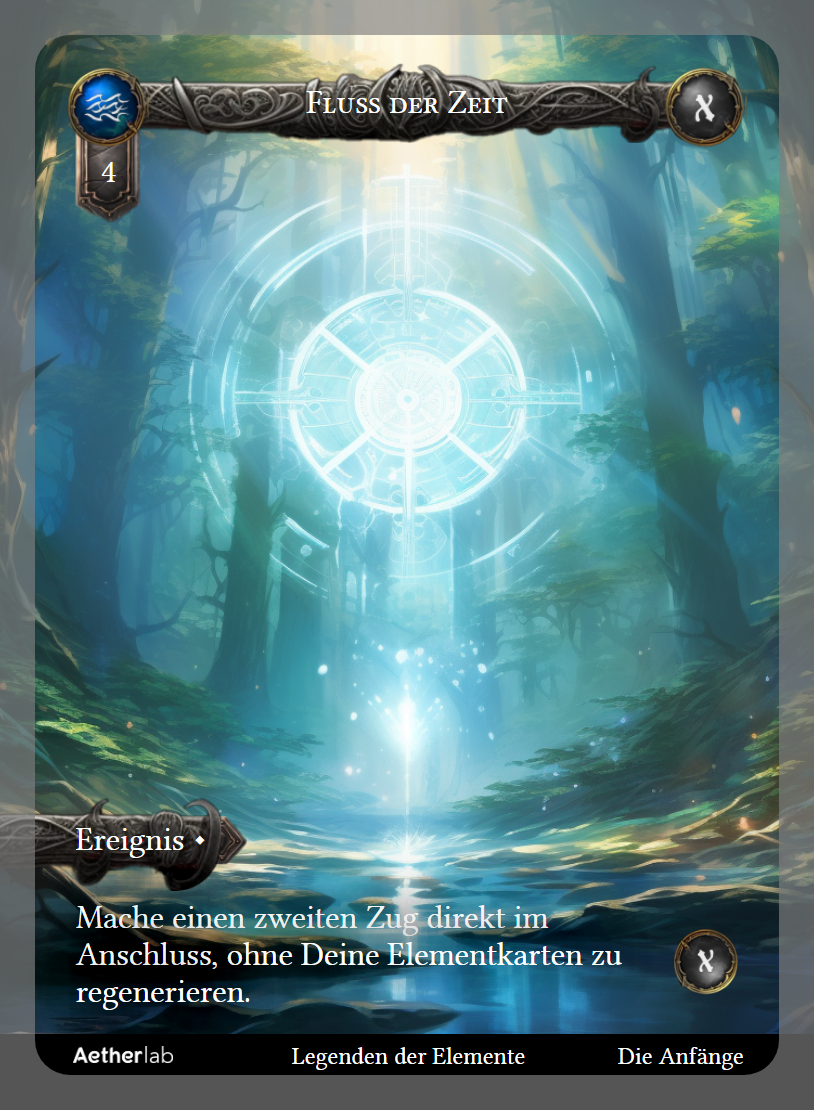 Fluss der Zeit
4
Ereignis •
Mache einen zweiten Zug direkt im
Anschluss, ohne Deine Elementkarten zu
regenerieren.
Aetherlab
Legenden der Elemente
Die Anfänge